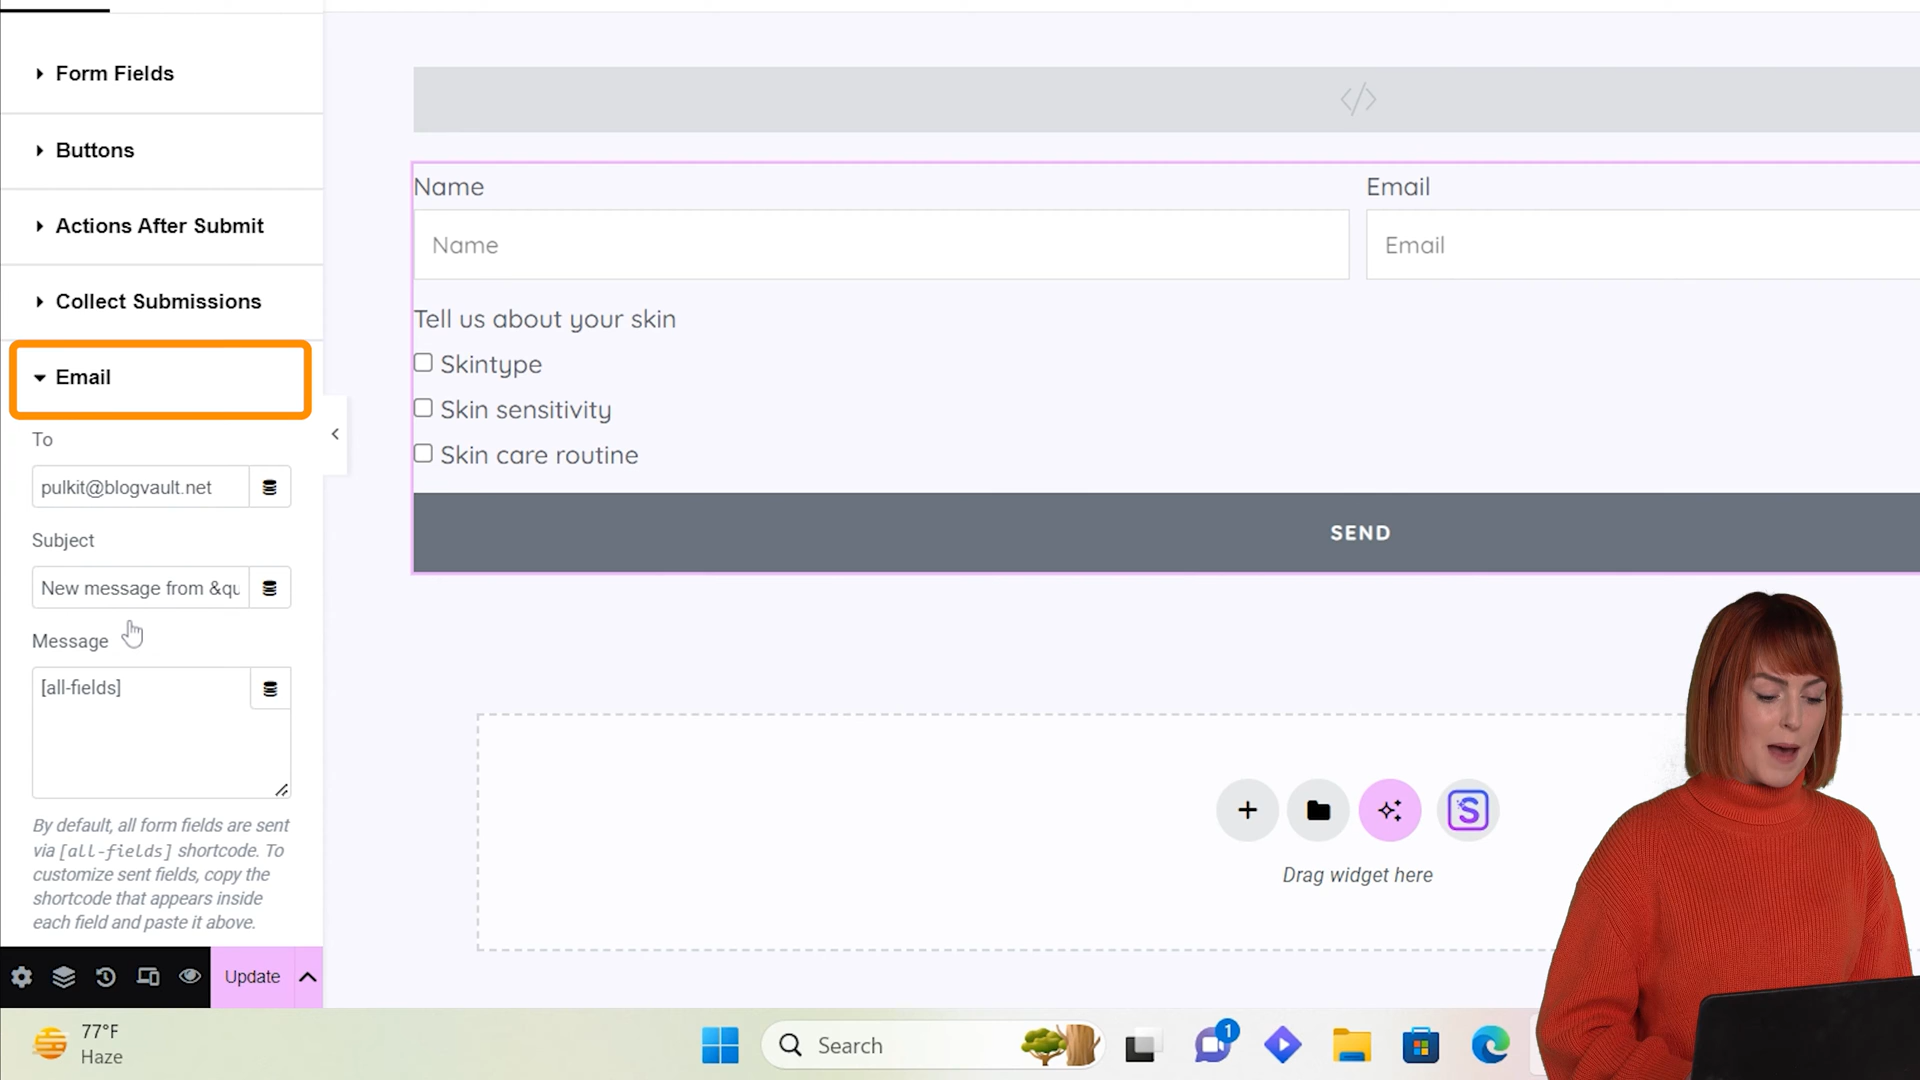 Form Fields
Buttons
Actions After Submit
Collect Submissions
Email
To
pulkit@blogvault.net
Subject
New message from &qu
Message
[all-fields]
By default, all form fields are sent
via [all-fields] shortcode. To
customize sent fields, copy the
shortcode that appears inside
each field and paste it above.
Update
Name
Name
Email
Email
Tell us about your skin
Skintype
Skin sensitivity
Skin care routine
SEND
S
Drag widget here
77°F
Haze
Search
1